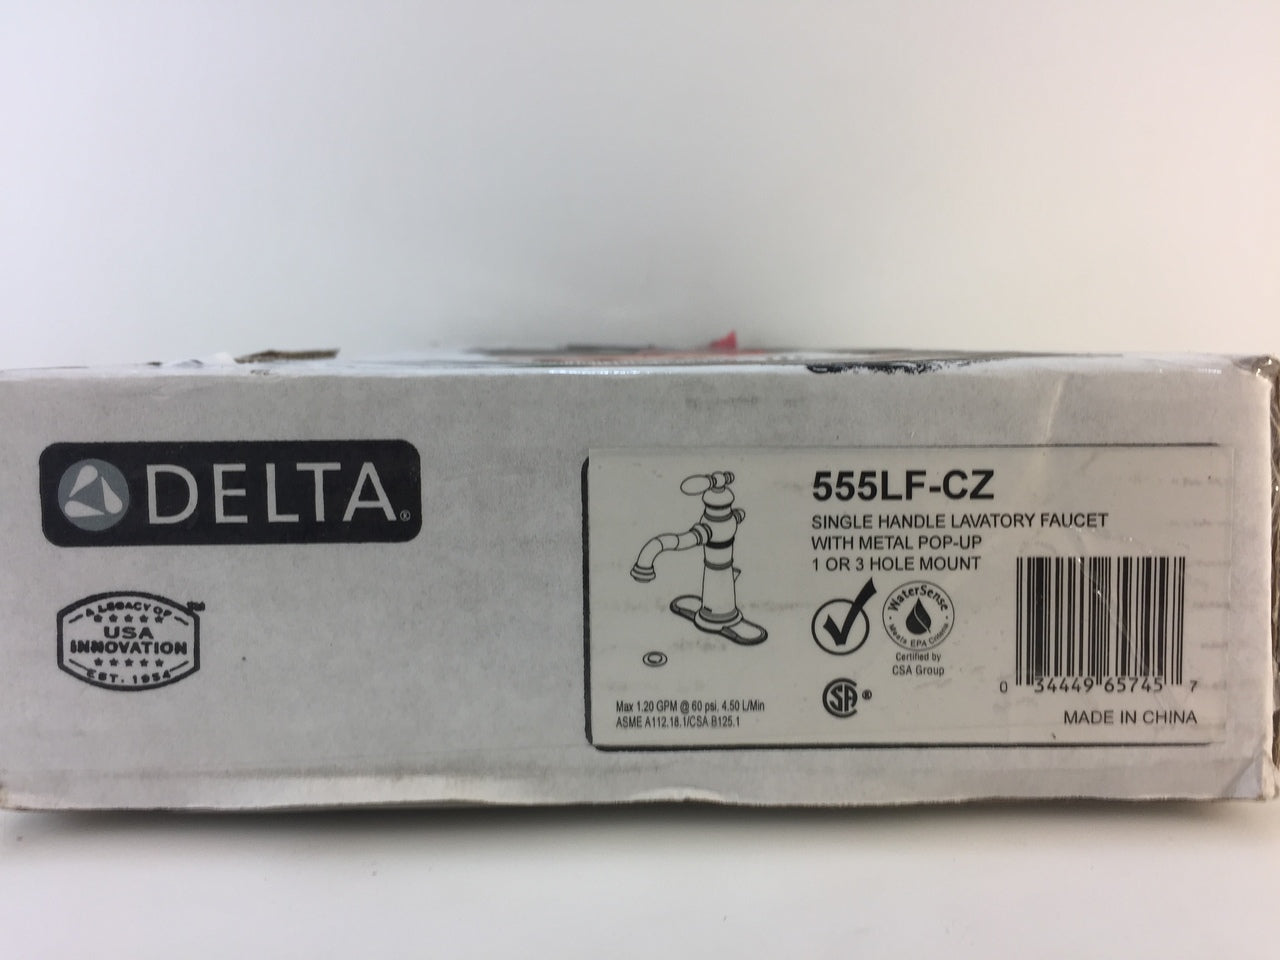 DELTA®
A LEGACY OF
USA
INNOVATION
EST. 1954
555LF-CZ
SINGLE HANDLE LAVATORY FAUCET
WITH METAL POP-UP
1 OR 3 HOLE MOUNT
WaterSense
Meets EPA Criteria
Certified by
CSA Group
SA ®
Max 1.20 GPM @ 60 psi, 4.50 L/Min
ASME A112.18.1/CSA B125.1
0 34449 65745 7
MADE IN CHINA